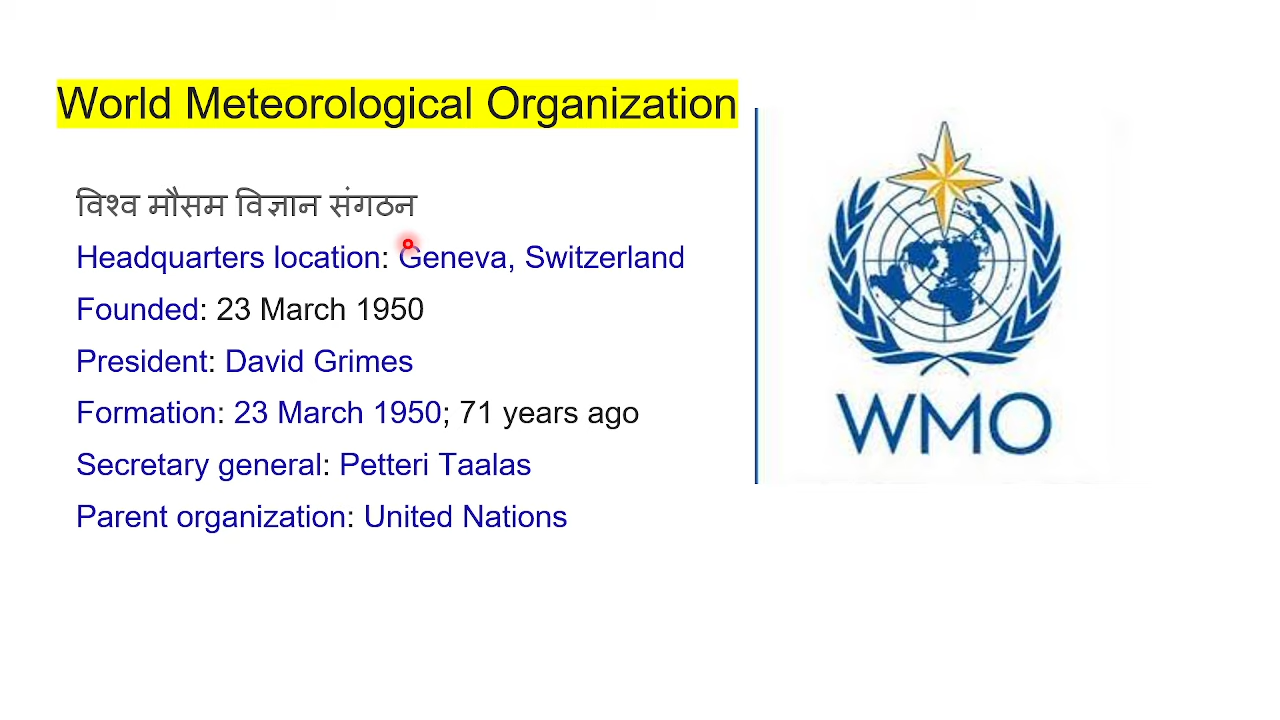 World Meteorological Organization
विश्व मौसम विज्ञान संगठन
Headquarters location: Geneva, Switzerland
Founded: 23 March 1950
President: David Grimes
Formation: 23 March 1950; 71 years ago
Secretary general: Petteri Taalas
Parent organization: United Nations
WMO